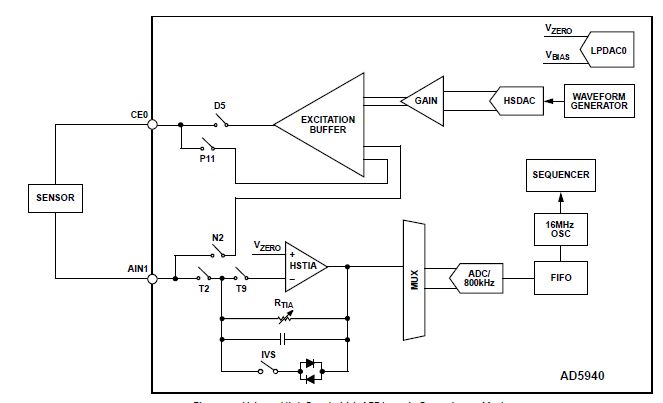 VZERO
VBIAS
LPDAC0
CE0
D5
P11
EXCITATION
BUFFER
GAIN
HSDAC
WAVEFORM
GENERATOR
SENSOR
SEQUENCER
16MHz
OSC
FIFO
AIN1
N2
T2
T9
VZERO
+
HSTIA
–
RTIA
IVS
MUX
ADC/
800kHz
AD5940